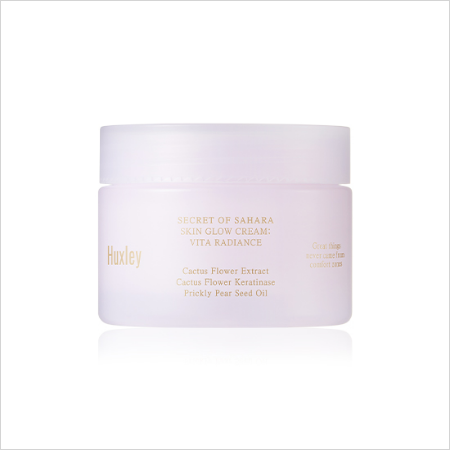 Huxley
SECRET OF SAHARA
SKIN GLOW CREAM;
VITA RADIANCE
Cactus Flower Extract
Cactus Flower Keratinase
Prickly Pear Seed Oil